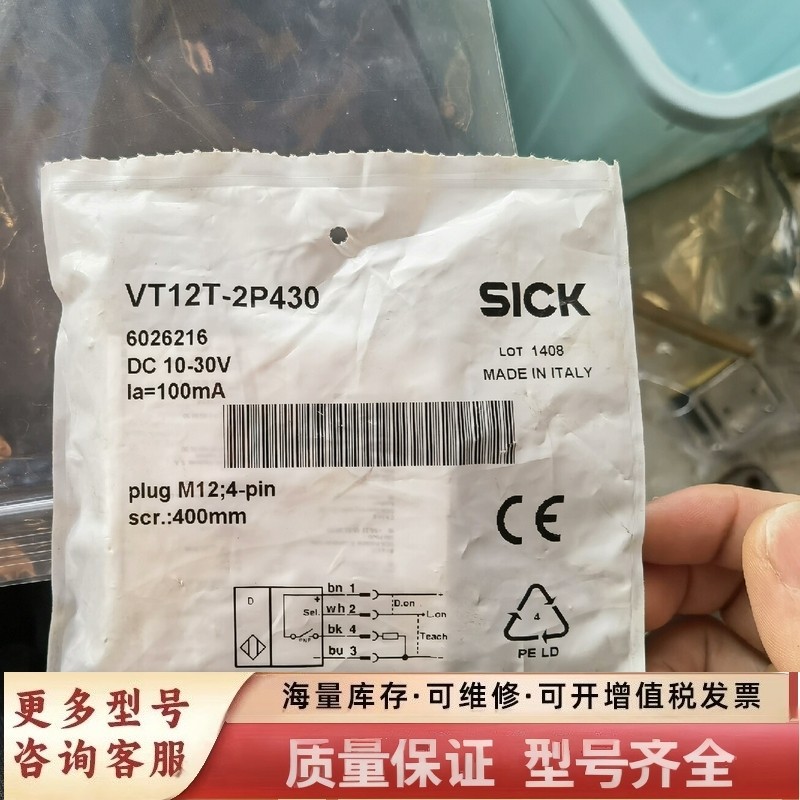 VT12T-2P430
SICK
6026216
DC 10-30V
Ia=100mA
LOT 1408
MADE IN ITALY
plug M12;4-pin
scr.:400mm
CE
D
+
Sel.
PNP
-
bn 1
wh 2
bk 4
bu 3
D.on
L.on
Teach
4
PE LD
更多型号
咨询客服
海量库存·可维修·可开增值税发票
质量保证 型号齐全